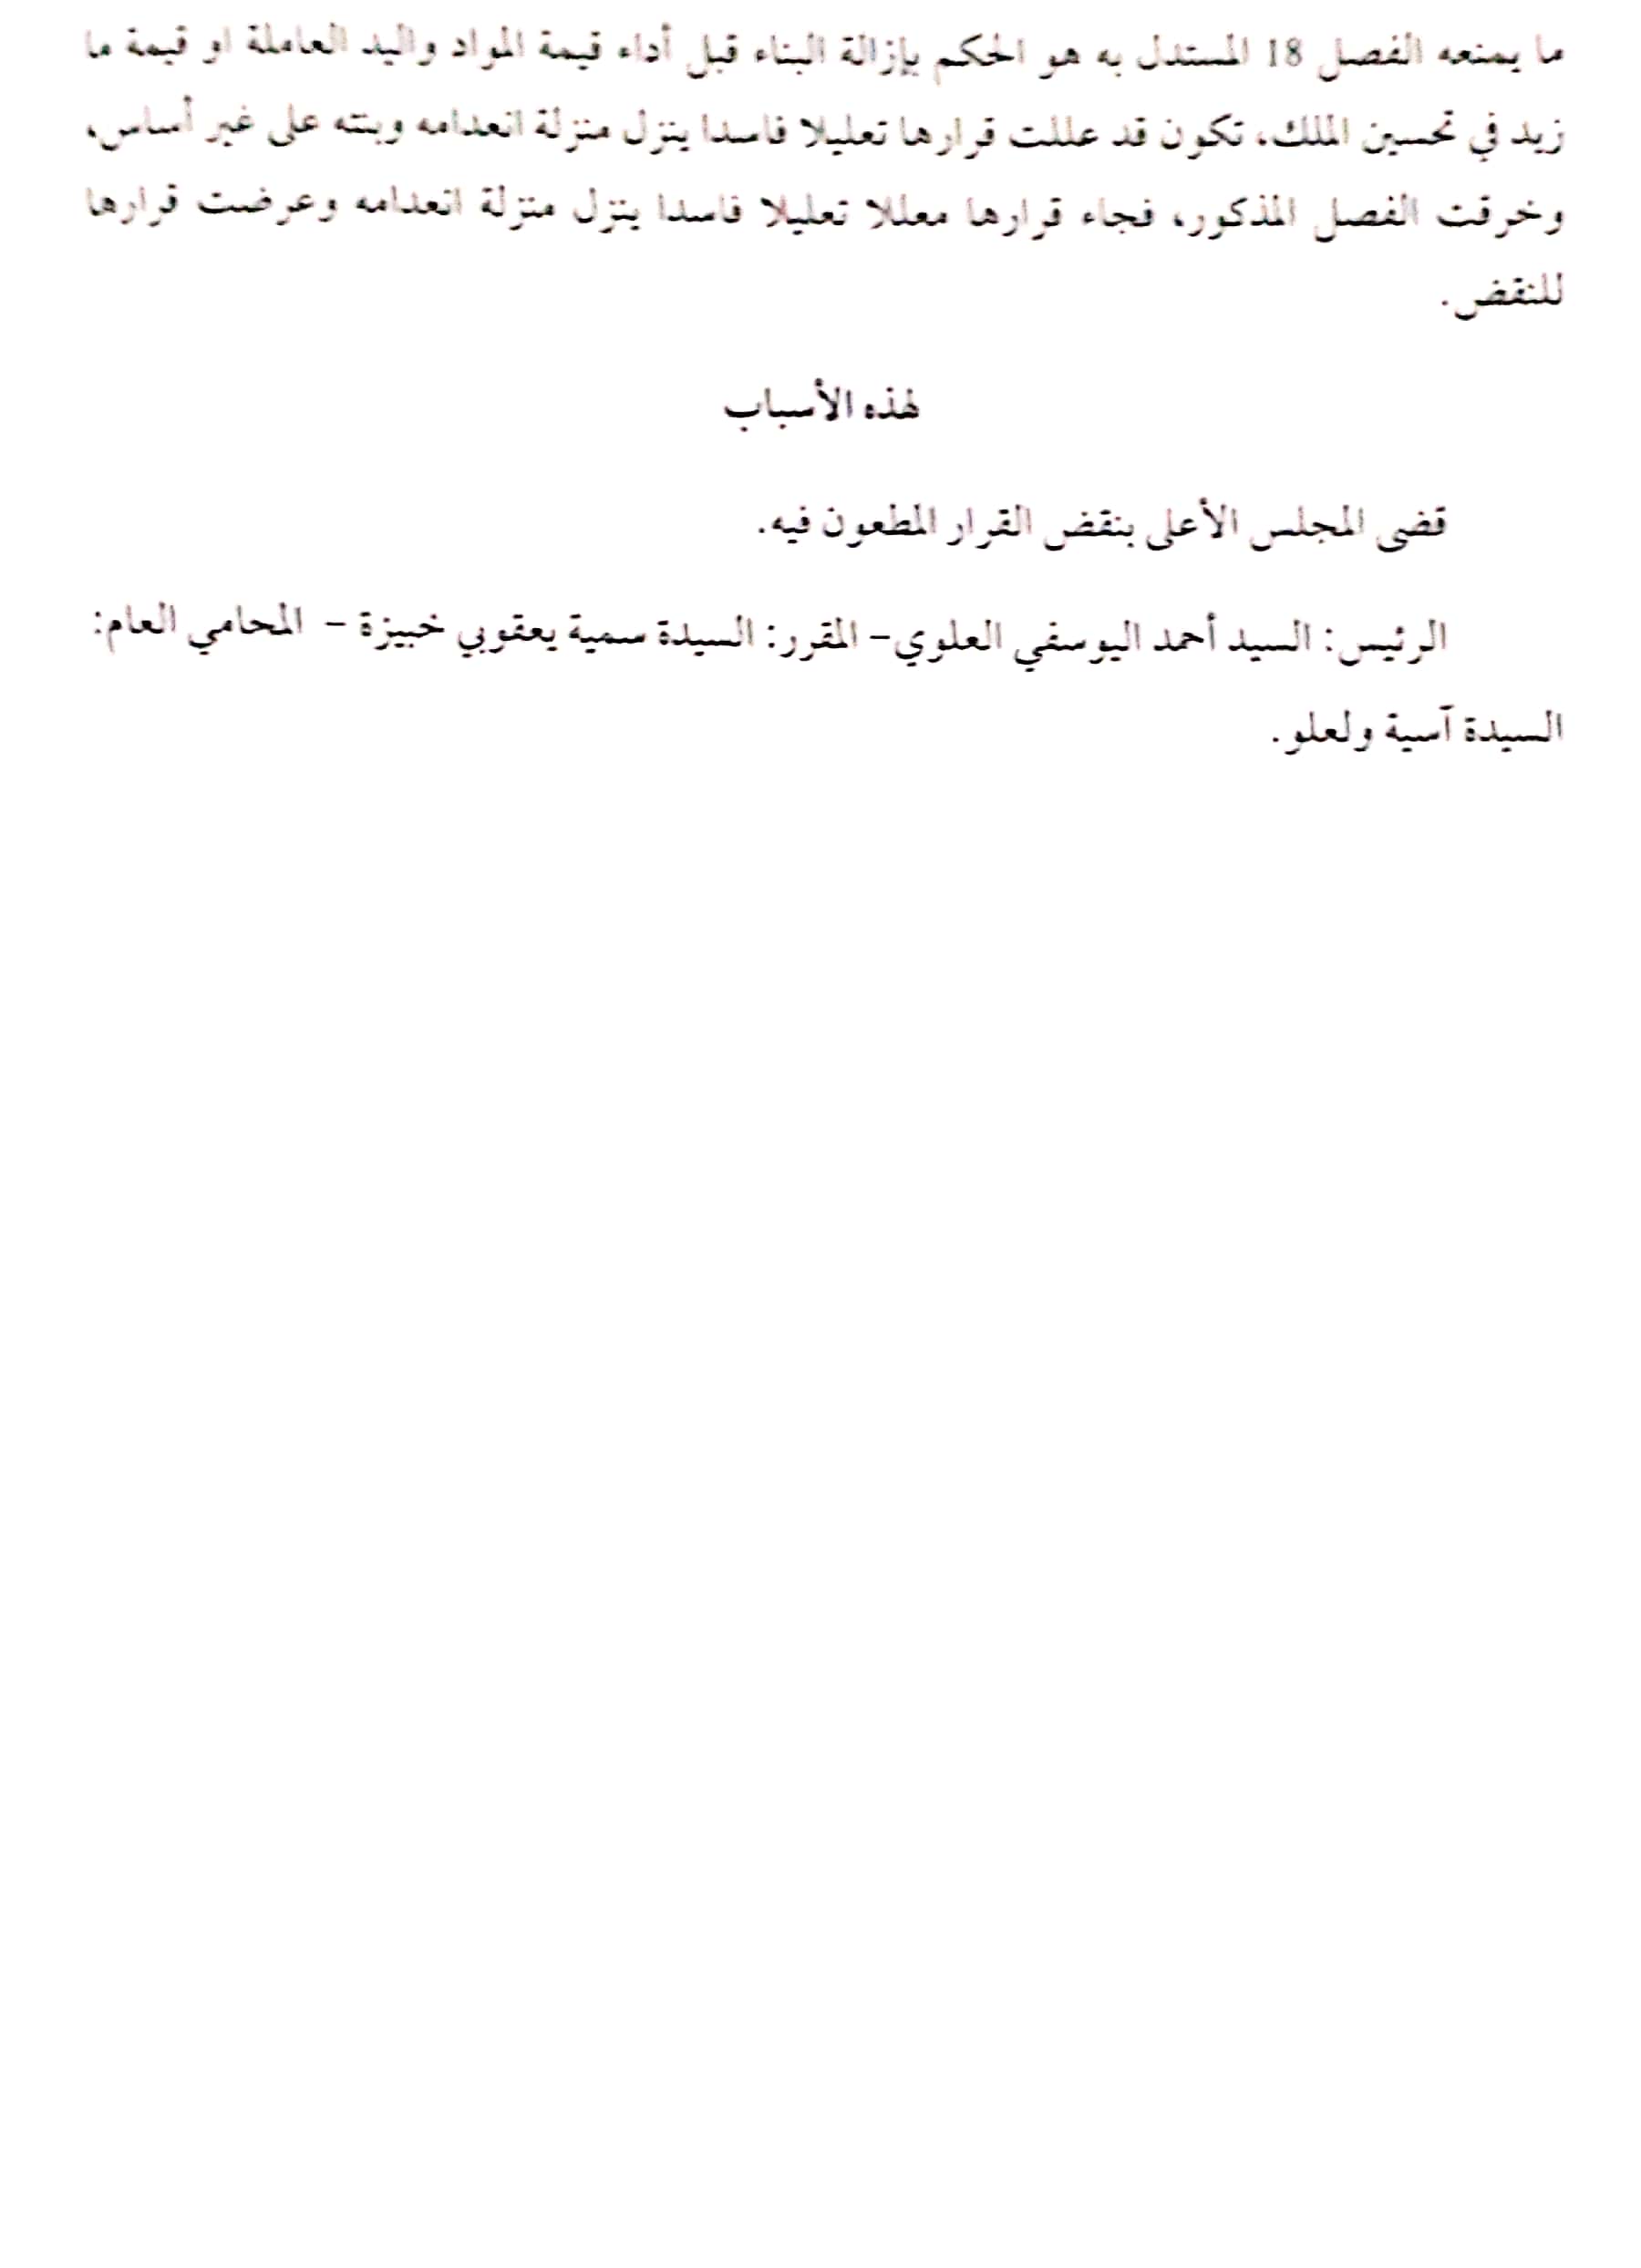 ما يمنعه الفصل 18 المستدل به هو الحكم بإزالة البناء قبل أداء قيمة المواد واليد العاملة او قيمة ما
زيد في تحسين الملك، تكون قد عللت قرارها تعليلا فاسدا ينزل منزلة انعدامه وبنته على غير أساس،
وخرقت الفصل المذكور، فجاء قرارها معللا تعليلا فاسدا ينزل منزلة انعدامه وعرضت قرارها
للنقض.
لهذه الأسباب
قضى المجلس الأعلى بنقض القرار المطعون فيه.
الرئيس: السيد أحمد اليوسفي العلوي- المقرر: السيدة سمية يعقوبي خبيزة - المحامي العام:
السيدة آسية ولعلو.